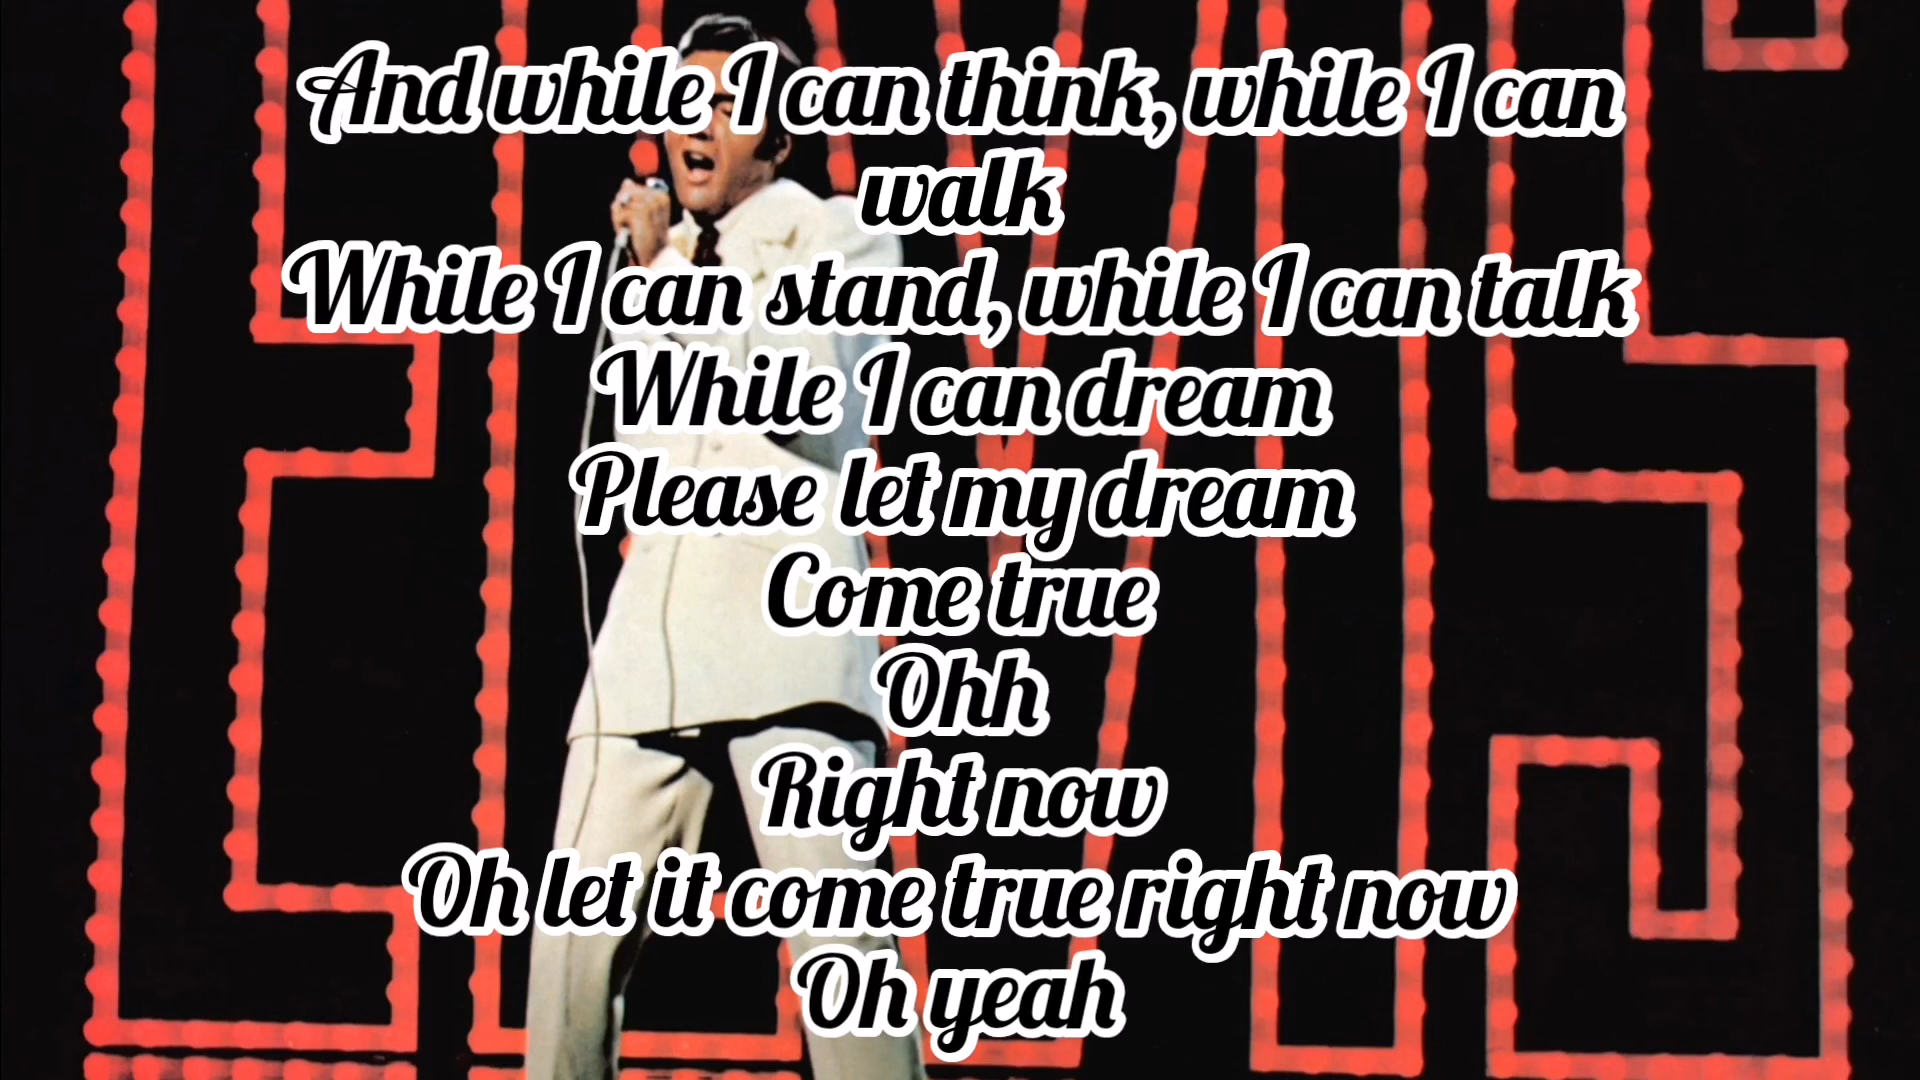 And while I can think, while I can
walk
While I can stand, while I can talk
While I can dream
Please let my dream
Come true
Ohh
Right now
Oh let it come true right now
Oh yeah
ELVIS